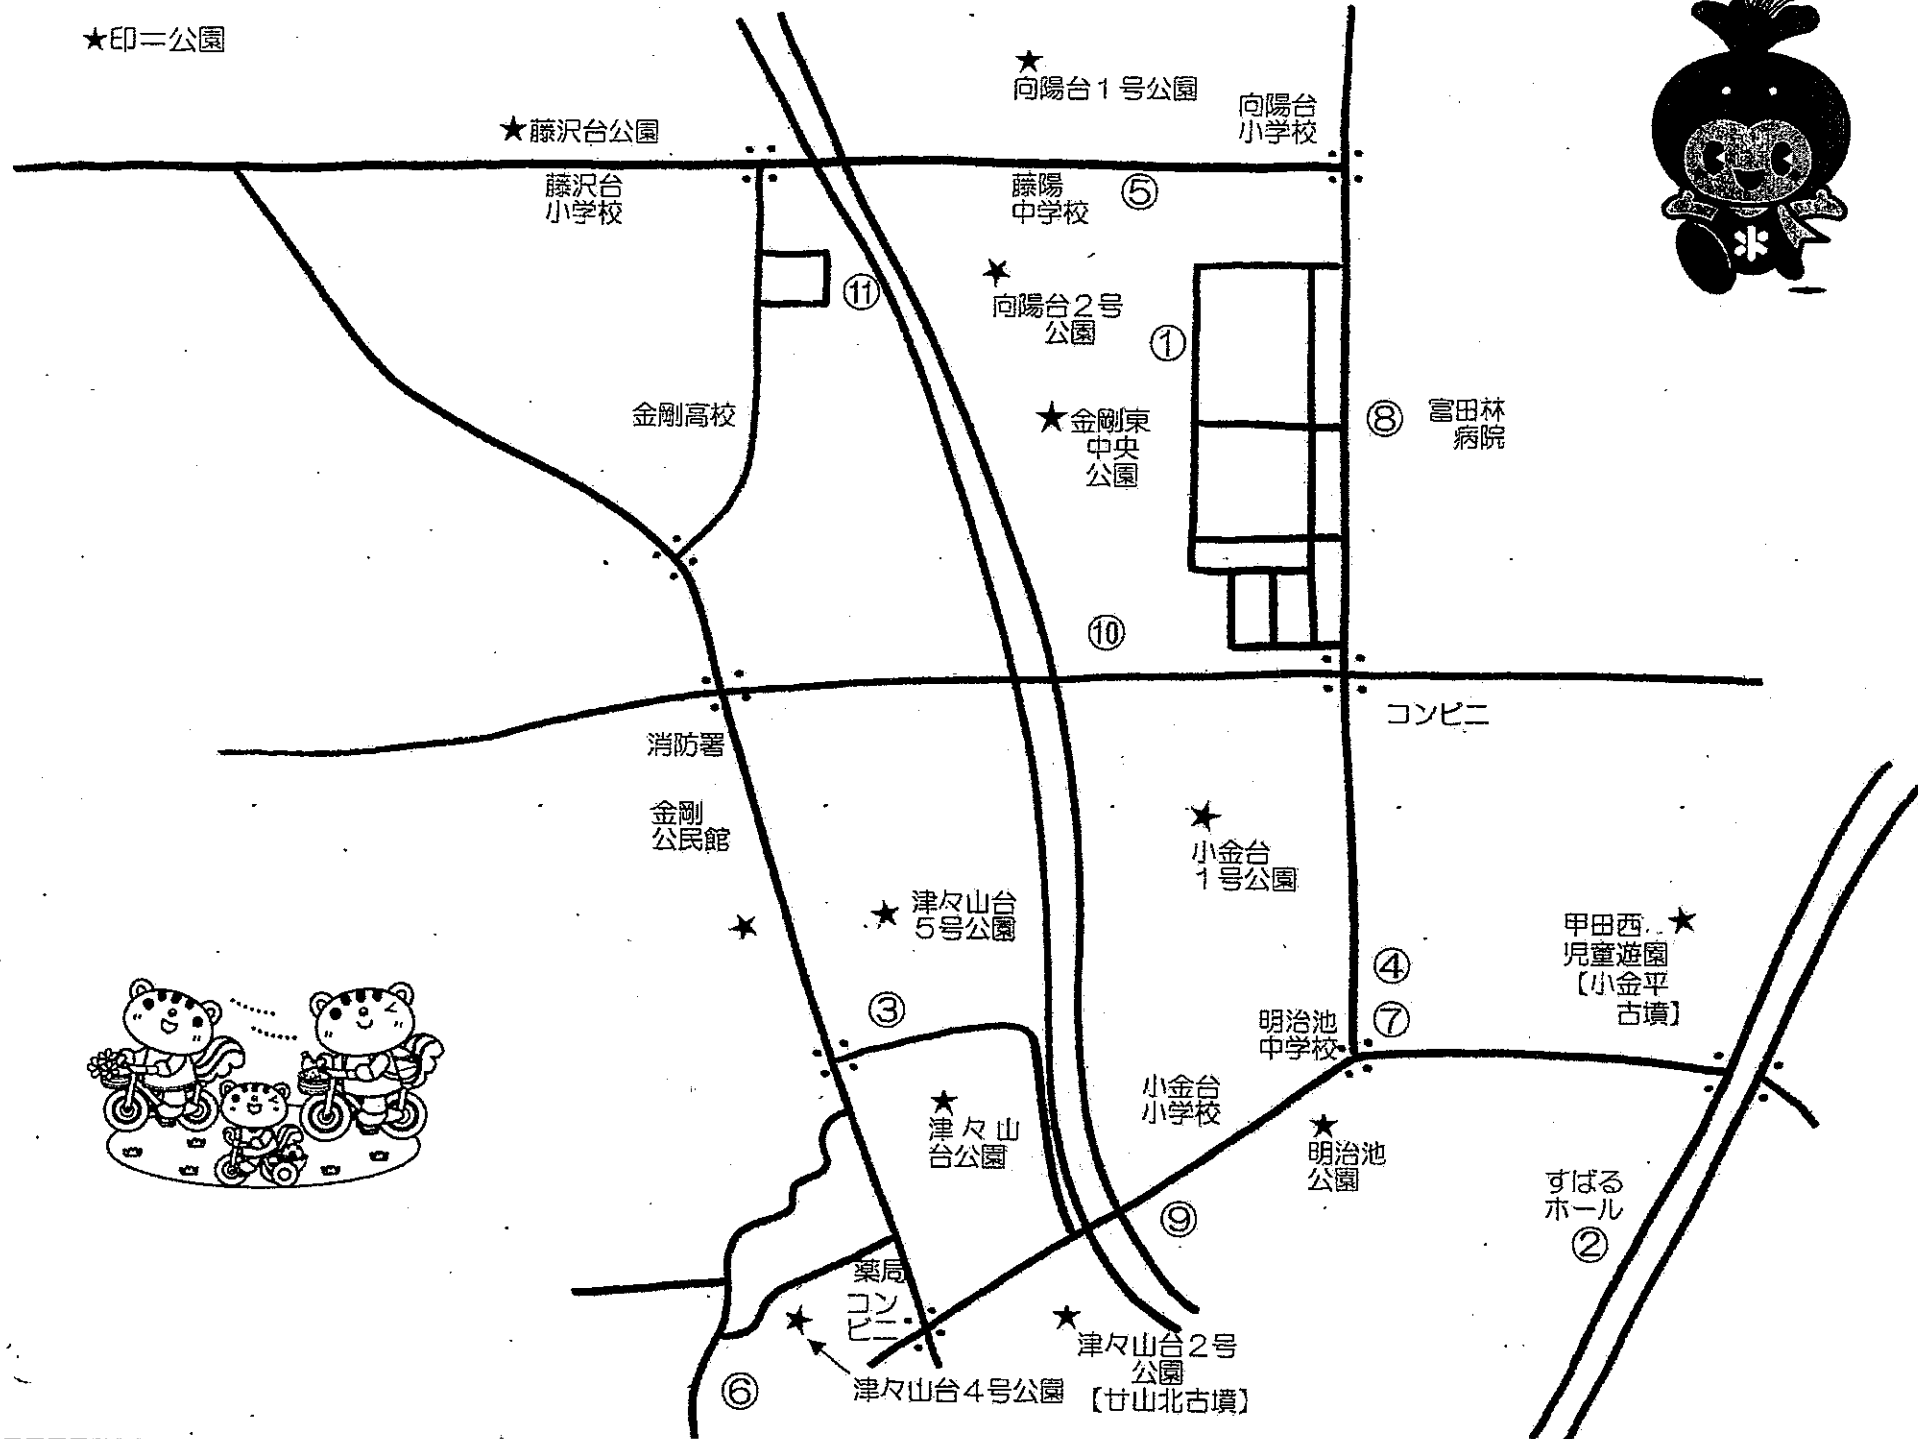 ★印＝公園
★
向陽台１号公園
向陽台
小学校
★藤沢台公園
藤沢台
小学校
藤陽
中学校
⑤
★
向陽台２号
公園
⑪
①
金剛高校
★金剛東
中央
公園
⑧
富田林
病院
⑩
コンビニ
消防署
金剛
公民館
★
小金台
１号公園
★
★
津々山台
５号公園
甲田西
児童遊園
【小金平
古墳】
★
④
⑦
③
明治池
中学校
小金台
小学校
★
津々山
台公園
★
明治池
公園
すばる
ホール
②
⑨
薬局
コン
ビニ
★
★
津々山台２号
公園
【廿山北古墳】
津々山台４号公園
⑥